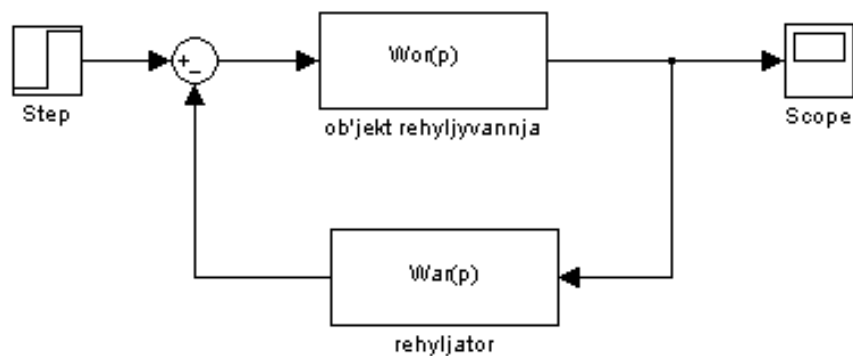 Wor(p)
Step
ob'jekt rehyljyvannja
Scope
War(p)
rehyljator